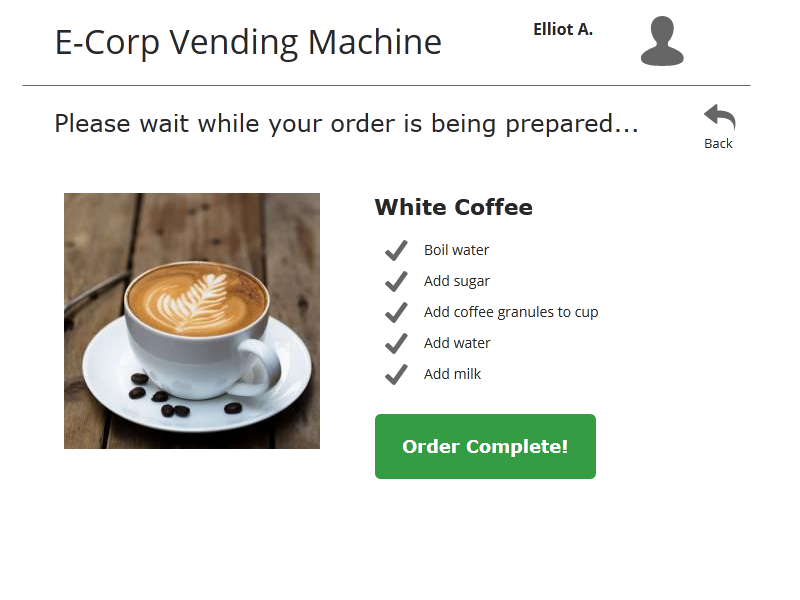 E-Corp Vending Machine
Elliot A.
Please wait while your order is being prepared...
Back
White Coffee
Boil water
Add sugar
Add coffee granules to cup
Add water
Add milk
Order Complete!